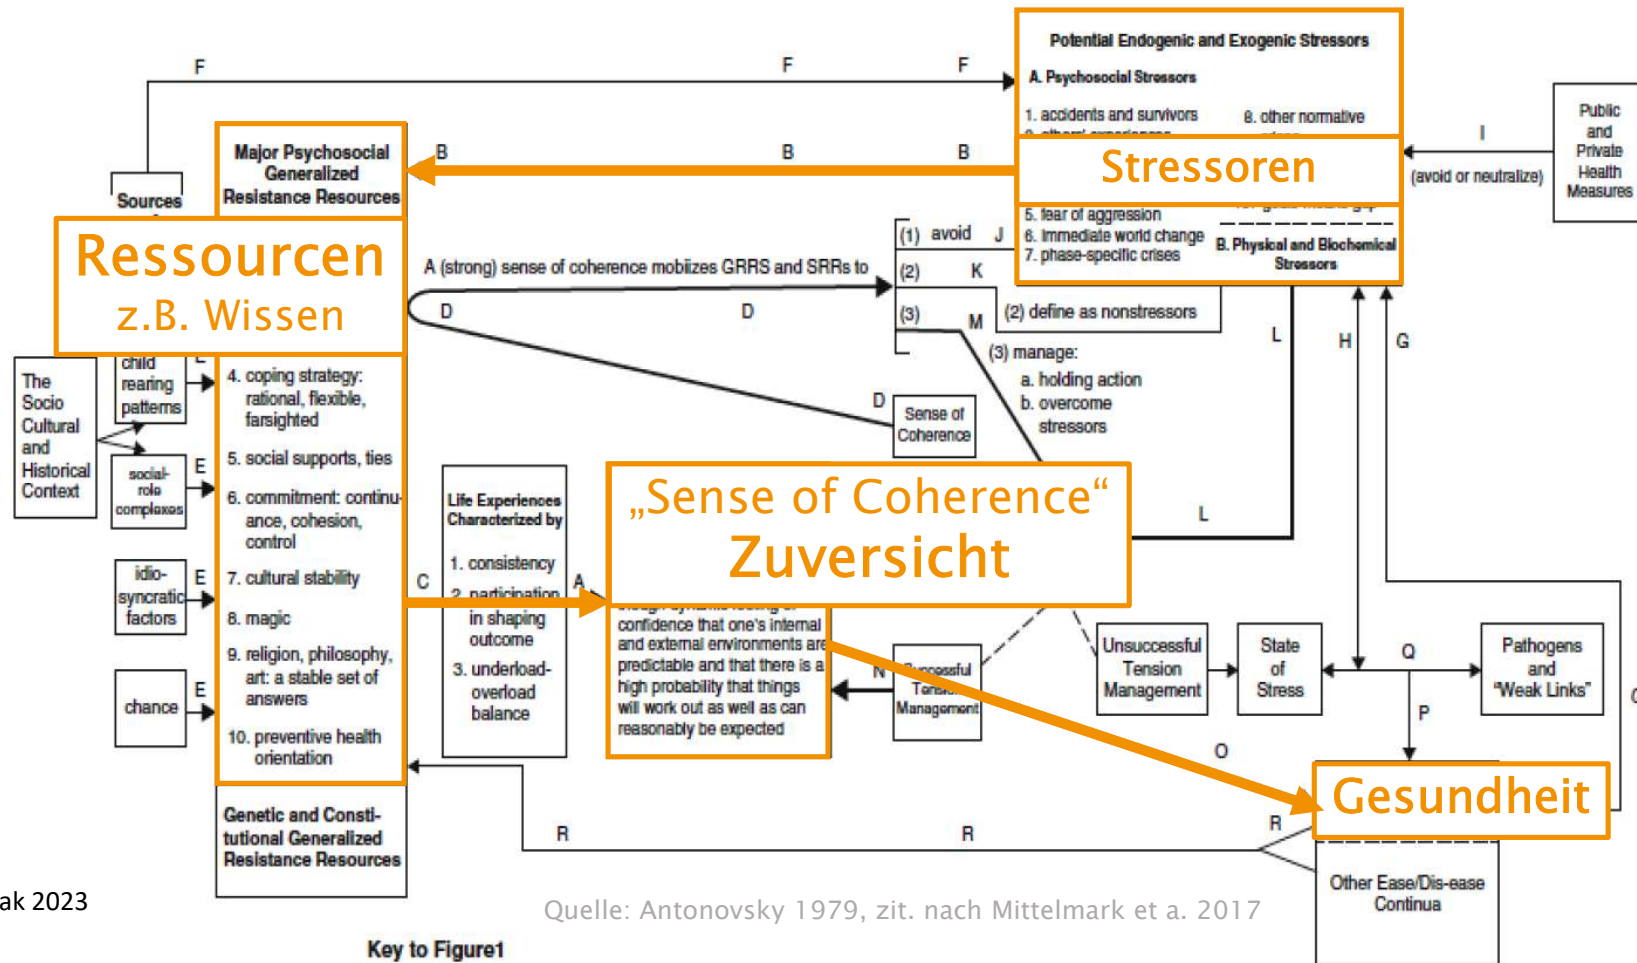 F
F
F
Potential Endogenic and Exogenic Stressors
A. Psychosocial Stressors
1. accidents and survivors
8. other normative
Stressoren
5. fear of aggression
6. Immediate world change
7. phase-specific crises
B. Physical and Biochemical
Stressors
I
(avoid or neutralize)
Public
and
Private
Health
Measures
B
B
B
Major Psychosocial
Generalized
Resistance Resources
Sources
Ressourcen
z.B. Wissen
A (strong) sense of coherence mobiizes GRRS and SRRs to
D
D
D
(1) avoid
J
(2)
K
(3)
M
(2) define as nonstressors
(3) manage:
a. holding action
b. overcome
stressors
L
H
G
Sense of
Coherence
The
Socio
Cultural
and
Historical
Context
child
rearing
patterns
social-
role
complexes
E
idio-
syncratic
factors
E
chance
E
4. coping strategy:
rational, flexible,
farsighted
5. social supports, ties
6. commitment: continu-
ance, cohesion,
control
7. cultural stability
8. magic
9. religion, philosophy,
art: a stable set of
answers
10. preventive health
orientation
Genetic and Consti-
tutional Generalized
Resistance Resources
C
Life Experiences
Characterized by
1. consistency
2. participation
in shaping
outcome
3. underload-
overload
balance
A
„Sense of Coherence“
Zuversicht
L
confidence that one's internal
and external environments are
predictable and that there is a
high probability that things
will work out as well as can
reasonably be expected
N
Successful
Tension
Management
Unsuccessful
Tension
Management
State
of
Stress
Q
Pathogens
and
“Weak Links”
P
O
Gesundheit
R
R
R
Other Ease/Dis-ease
Continua
ak 2023
Quelle: Antonovsky 1979, zit. nach Mittelmark et a. 2017
Key to Figure1